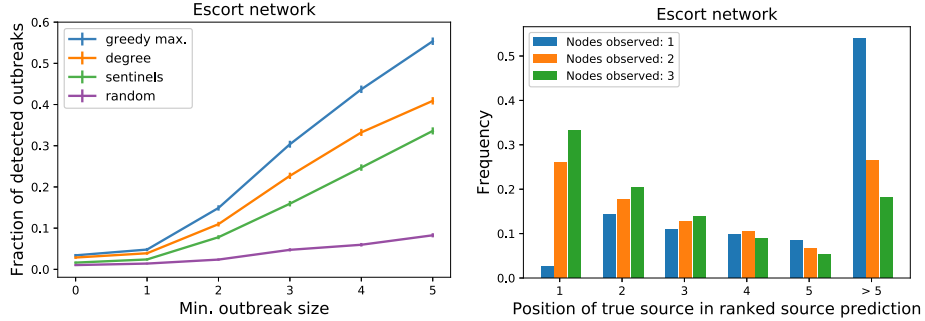 Escort network
Fraction of detected outbreaks
0.6
0.5
0.4
0.3
0.2
0.1
0.0
greedy max.
degree
sentinels
random
0 1 2 3 4 5
Min. outbreak size
Escort network
Frequency
0.5
0.4
0.3
0.2
0.1
0.0
Nodes observed: 1
Nodes observed: 2
Nodes observed: 3
1 2 3 4 5 > 5
Position of true source in ranked source prediction